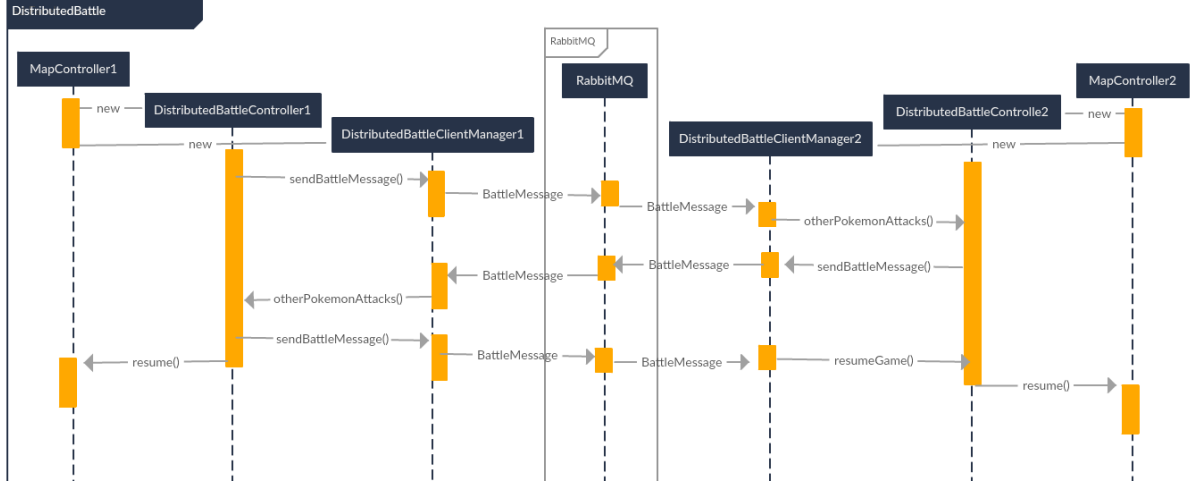 DistributedBattle
RabbitMQ
MapController1
RabbitMQ
MapController2
new
DistributedBattleController1
DistributedBattleControlle2
new
DistributedBattleClientManager1
DistributedBattleClientManager2
new
new
sendBattleMessage()
BattleMessage
BattleMessage
otherPokemonAttacks()
BattleMessage
BattleMessage
sendBattleMessage()
otherPokemonAttacks()
sendBattleMessage()
BattleMessage
BattleMessage
resumeGame()
resume()
resume()